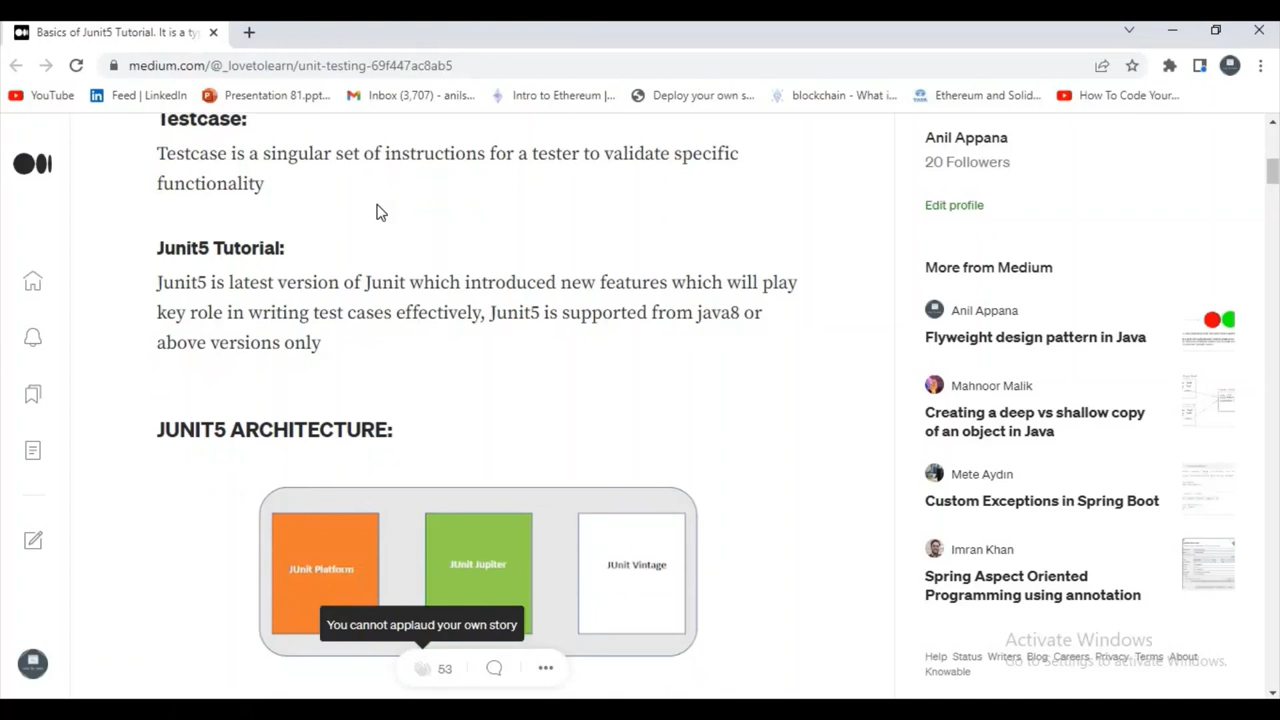 Basics of Junit5 Tutorial. It is a ty
medium.com/@_lovetolearn/unit-testing-69f447ac8ab5
YouTube
Feed | LinkedIn
Presentation 81.ppt...
Inbox (3,707) - anils...
Intro to Ethereum |...
Deploy your own s...
blockchain - What i...
Ethereum and Solid...
How To Code Your...
Testcase:
Testcase is a singular set of instructions for a tester to validate specific
functionality
Junit5 Tutorial:
Junit5 is latest version of Junit which introduced new features which will play
key role in writing test cases effectively, Junit5 is supported from java8 or
above versions only
JUNIT5 ARCHITECTURE:
JUnit Platform
JUnit Jupiter
JUnit Vintage
You cannot applaud your own story
53
Anil Appana
20 Followers
Edit profile
More from Medium
Anil Appana
Flyweight design pattern in Java
Mahnoor Malik
Creating a deep vs shallow copy
of an object in Java
Mete Aydın
Custom Exceptions in Spring Boot
Imran Khan
Spring Aspect Oriented
Programming using annotation
Activate Windows
Go to Settings to activate Windows.
Help Status Writers Blog Careers Privacy Terms About
Knowable